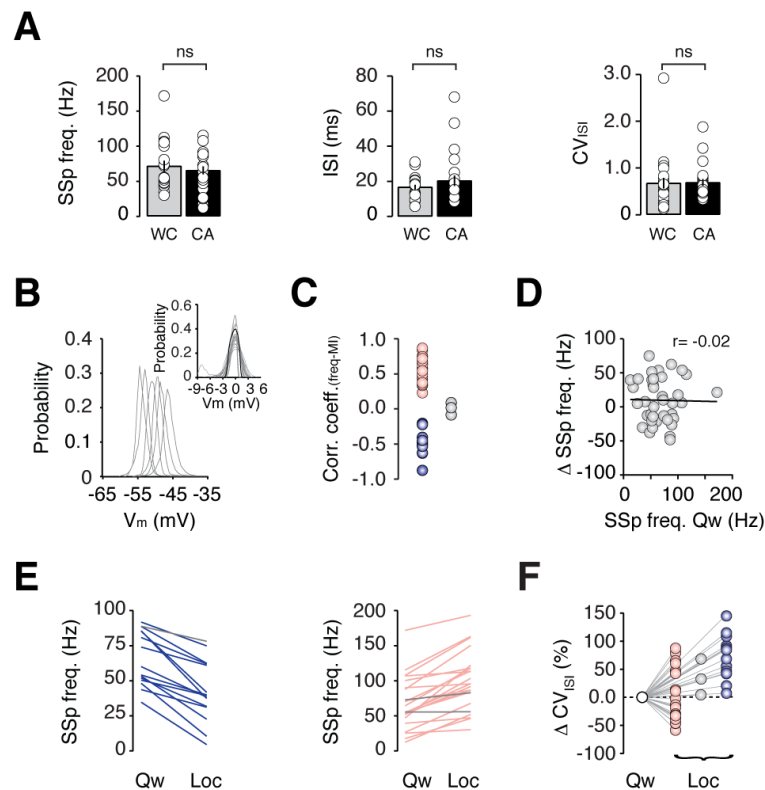 A
ns
ns
ns
SSp freq. (Hz)
200
150
100
50
0
WC CA
ISI (ms)
80
60
40
20
0
WC CA
CVISI
3.0
2.0
1.0
0
WC CA
B
Probability
0.4
0.3
0.2
0.1
0
-65 -55 -45 -35
Vm (mV)
Probability
0.6
0.4
0.2
0
-9-6-3 0 3 6
Vm (mV)
C
Corr. coeff.(freq-MI)
1.0
0.5
0.0
-0.5
-1.0
D
r= -0.02
Δ SSp freq. (Hz)
100
50
0
-50
-100
0 100 200
SSp freq. Qw (Hz)
E
SSp freq. (Hz)
100
75
50
25
0
Qw Loc
SSp freq. (Hz)
200
150
100
50
0
Qw Loc
F
Δ CVISI (%)
150
100
50
0.0
-50
-100
Qw Loc